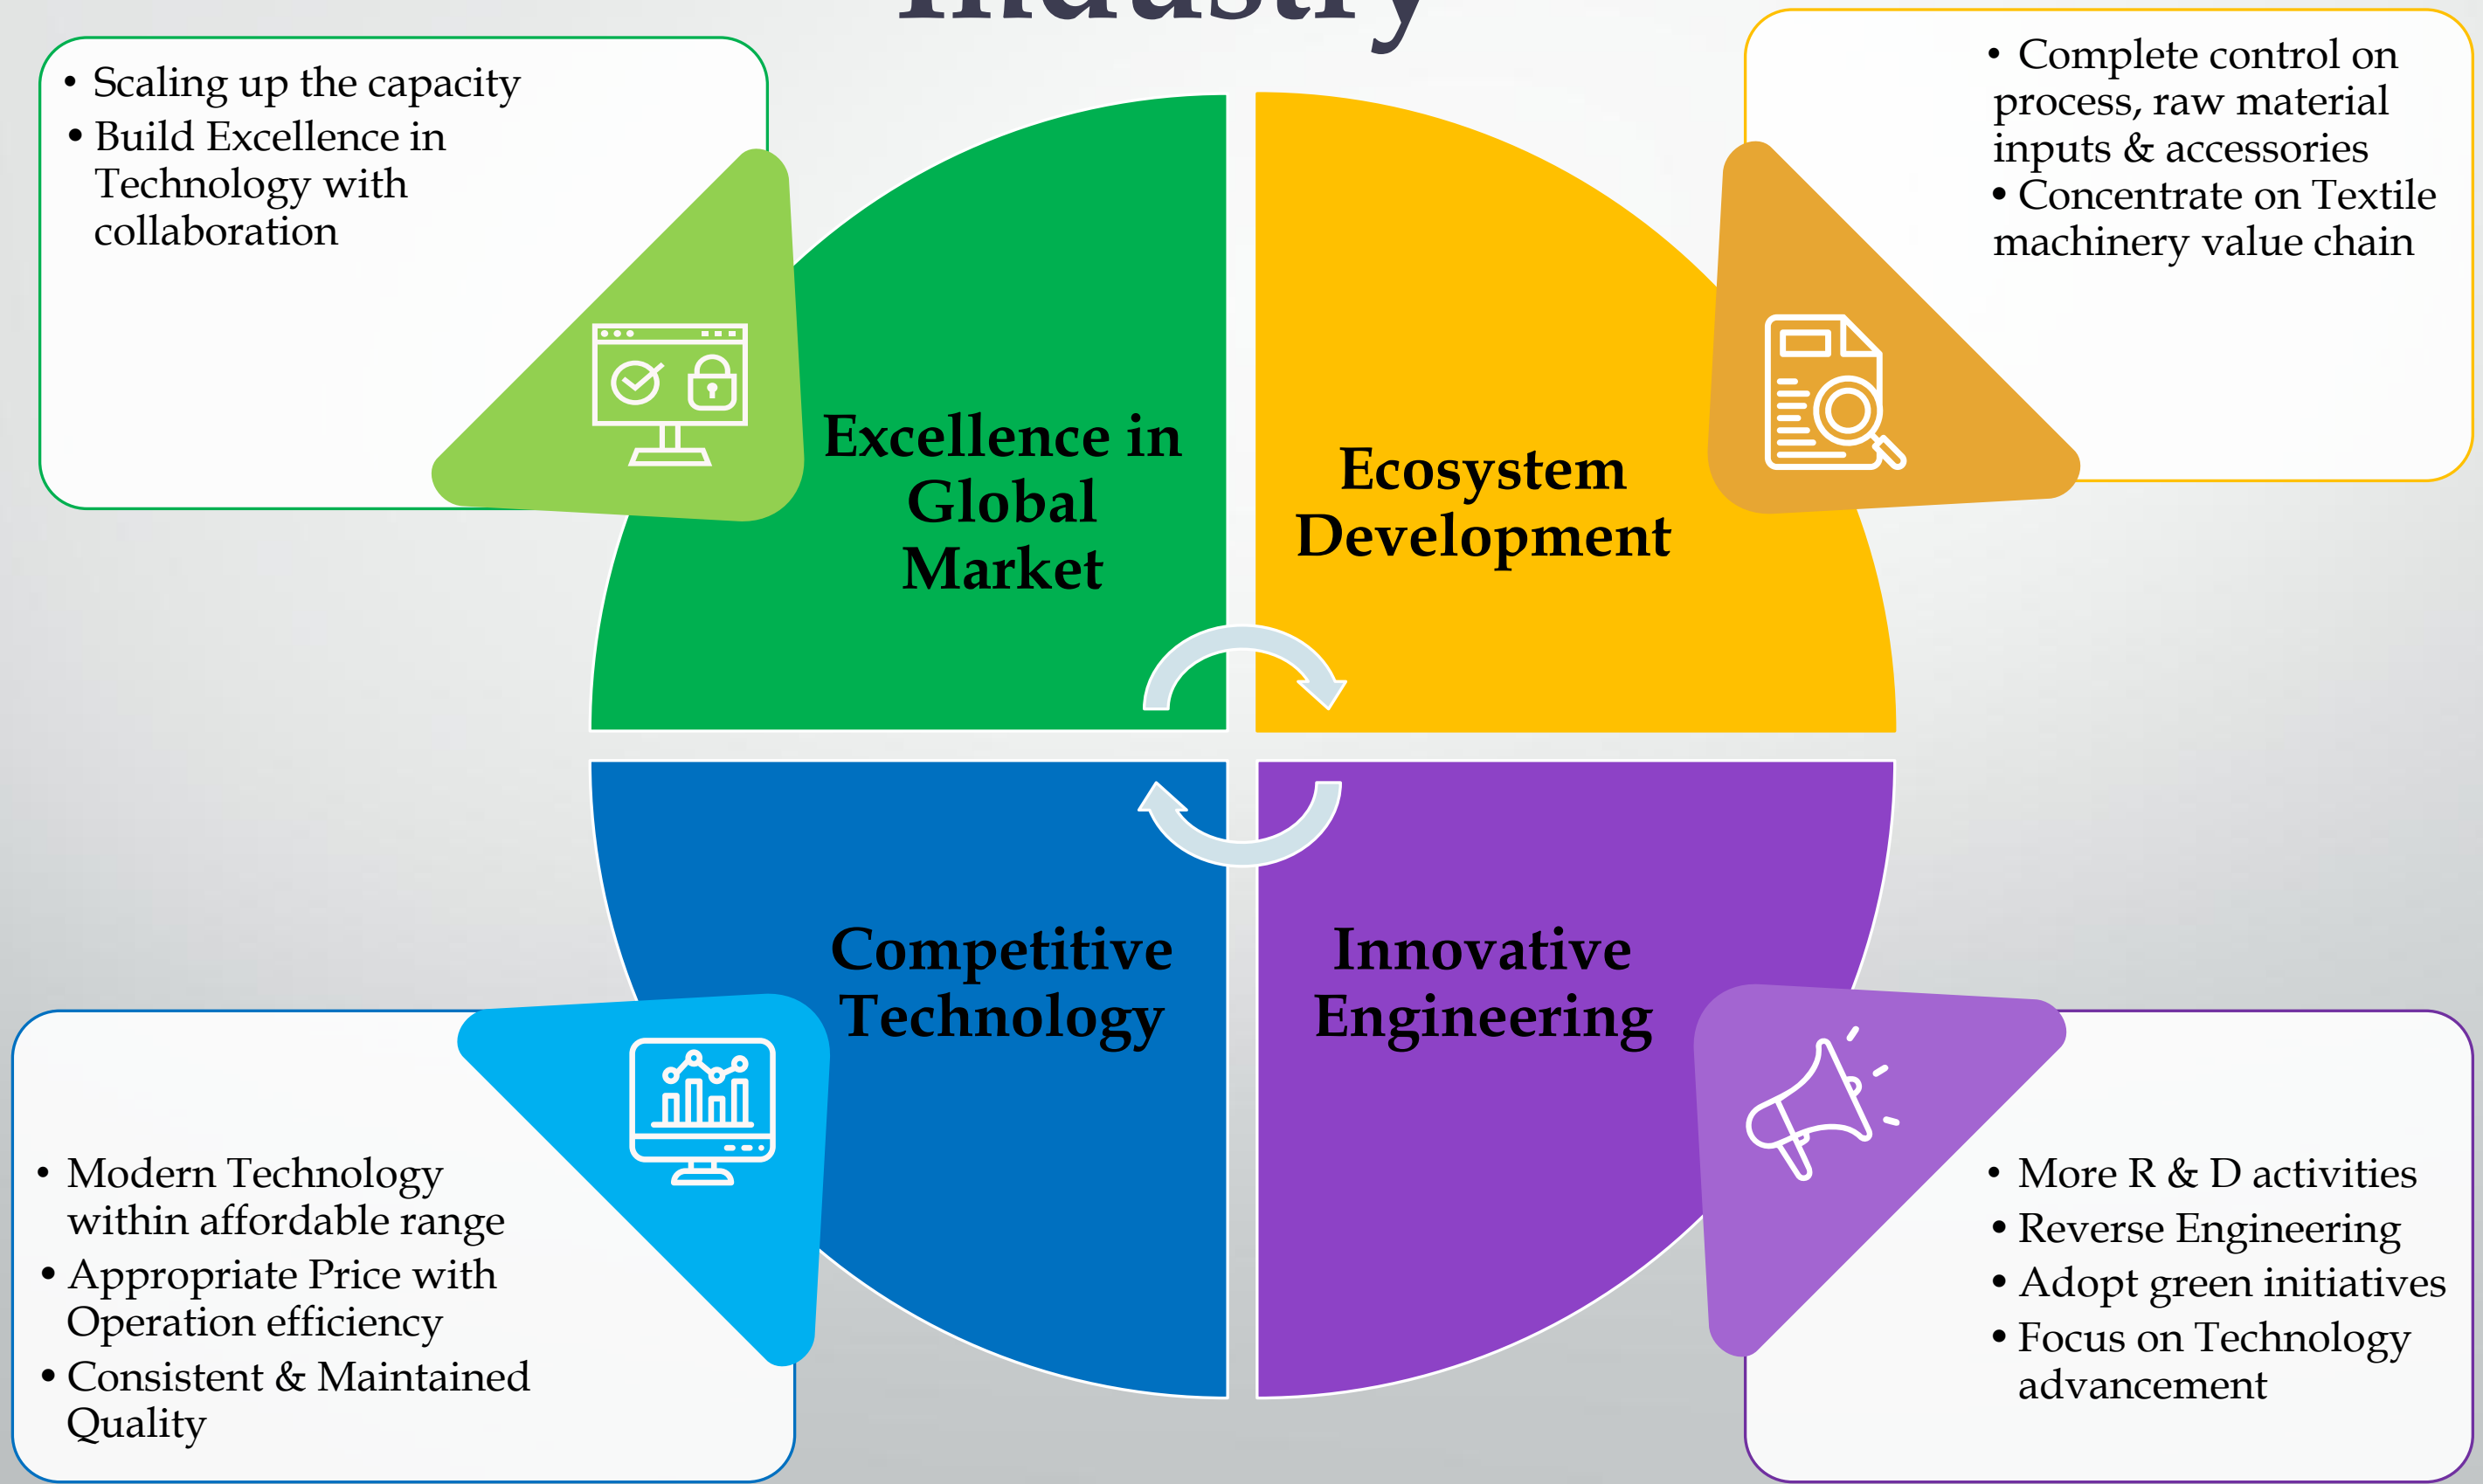 Industry
• Scaling up the capacity
• Build Excellence in
Technology with
collaboration
• Complete control on
process, raw material
inputs & accessories
• Concentrate on Textile
machinery value chain
Excellence in
Global
Market
Ecosystem
Development
Competitive
Technology
Innovative
Engineering
• Modern Technology
within affordable range
• Appropriate Price with
Operation efficiency
• Consistent & Maintained
Quality
• More R & D activities
• Reverse Engineering
• Adopt green initiatives
• Focus on Technology
advancement